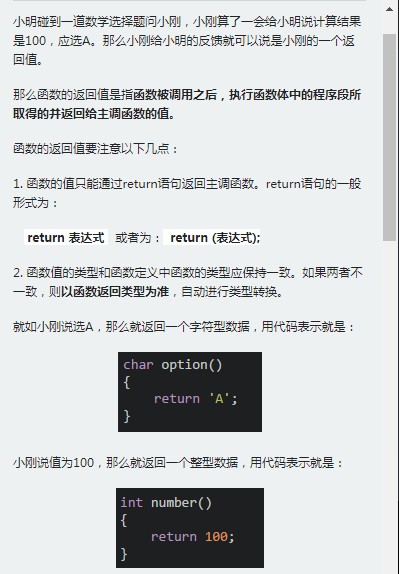 小明碰到一道数学选择题问小刚，小刚算了一会给小明说计算结果
是100，应选A。那么小刚给小明的反馈就可以说是小刚的一个返
回值。
那么函数的返回值是指函数被调用之后，执行函数体中的程序段所
取得的并返回给主调函数的值。
函数的返回值要注意以下几点：
1. 函数的值只能通过return语句返回主调函数。return语句的一般
形式为：
return 表达式 或者为：return (表达式);
2. 函数值的类型和函数定义中函数的类型应保持一致。如果两者不
一致，则以函数返回类型为准，自动进行类型转换。
就如小刚说选A，那么就返回一个字符型数据，用代码表示就是：
char option()
{
    return 'A';
}
小刚说值为100，那么就返回一个整型数据，用代码表示就是：
int number()
{
    return 100;
}